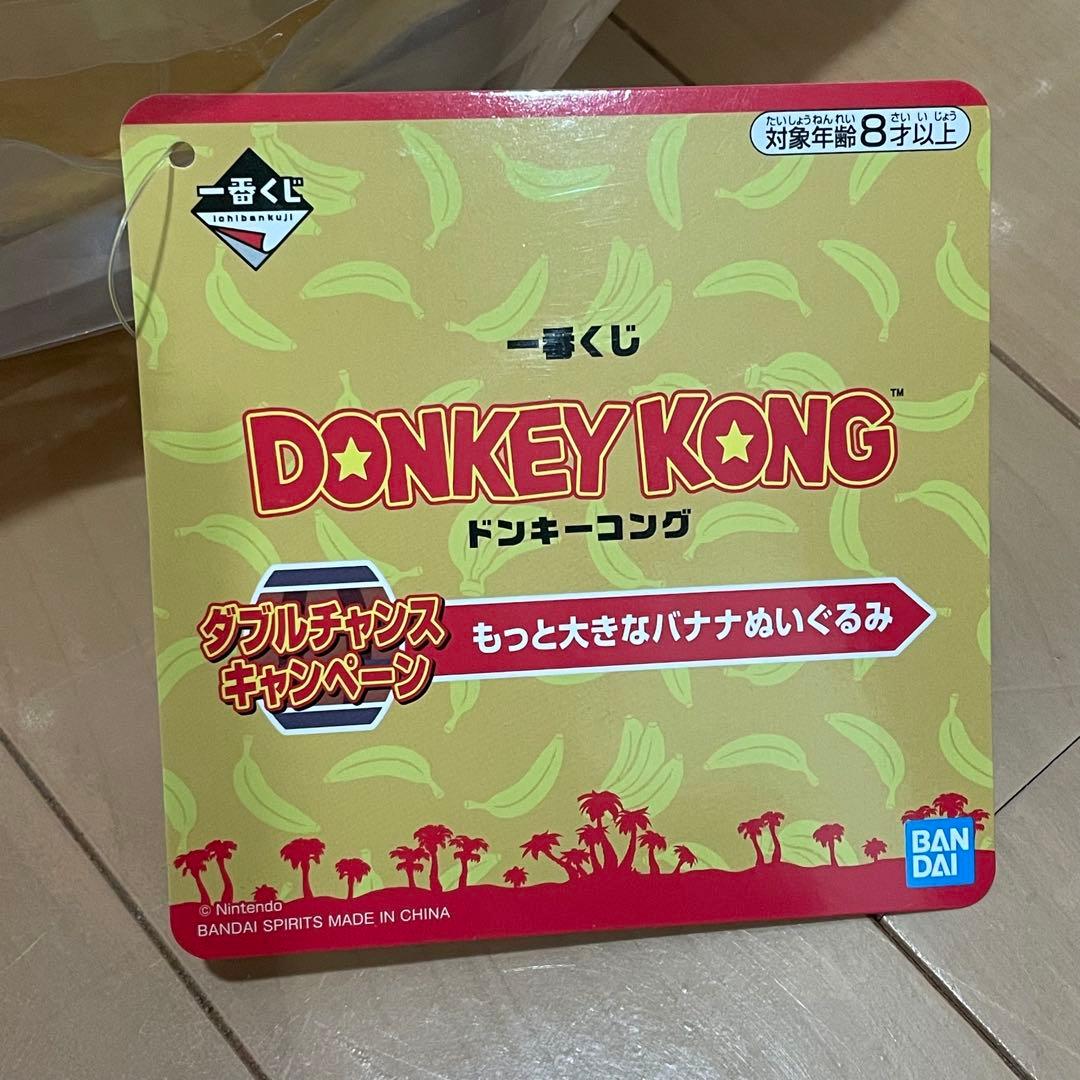 たいしょうねんれい さいいじょう
対象年齢8才以上
一番くじ
ichibankuji
一番くじ
DONKEY KONG™
ドンキーコング
ダブルチャンス
キャンペーン
もっと大きなバナナぬいぐるみ
BAN
DAI
© Nintendo
BANDAI SPIRITS MADE IN CHINA